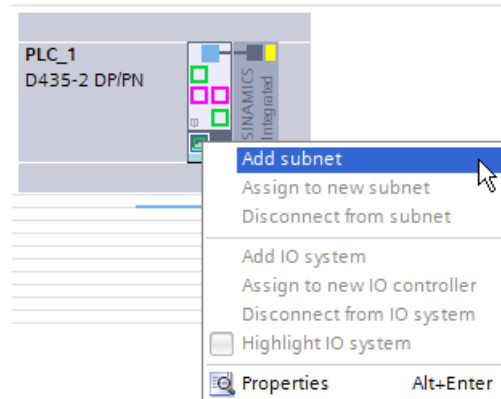 PLC_1
D435-2 DP/PN
SINAMICS
Integrated
Add subnet
Assign to new subnet
Disconnect from subnet
Add IO system
Assign to new IO controller
Disconnect from IO system
Highlight IO system
Properties Alt+Enter